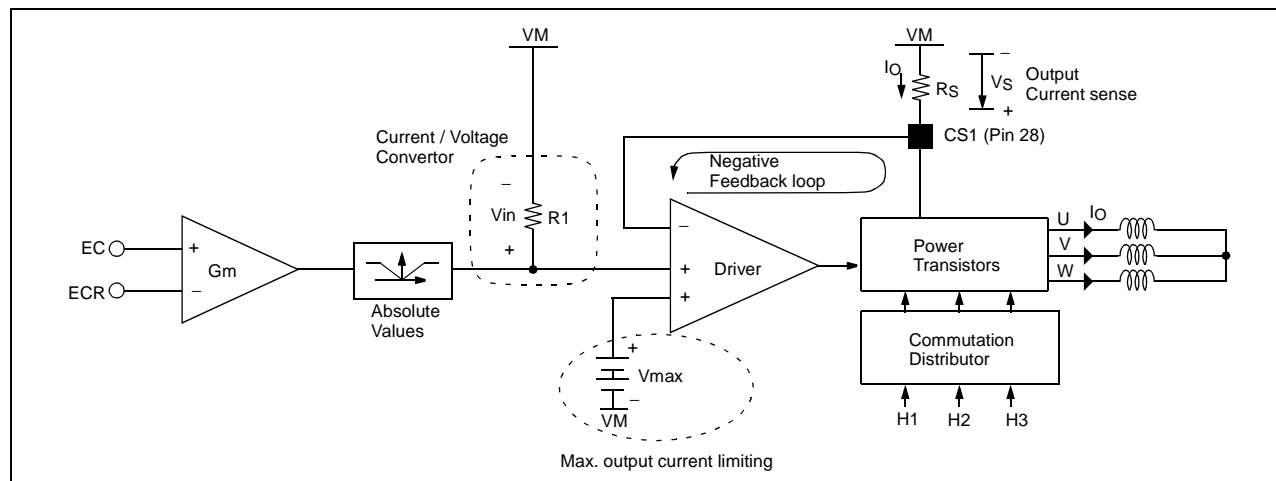 VM
VM
IO
RS
−
VS
+
Output
Current sense
CS1 (Pin 28)
Current / Voltage
Convertor
Negative
Feedback loop
−
Vin
+
R1
EC
ECR
+
−
Gm
Absolute
Values
−
+
+
Driver
Power
Transistors
U
V
W
IO
Commutation
Distributor
H1
H2
H3
+
Vmax
−
VM
Max. output current limiting